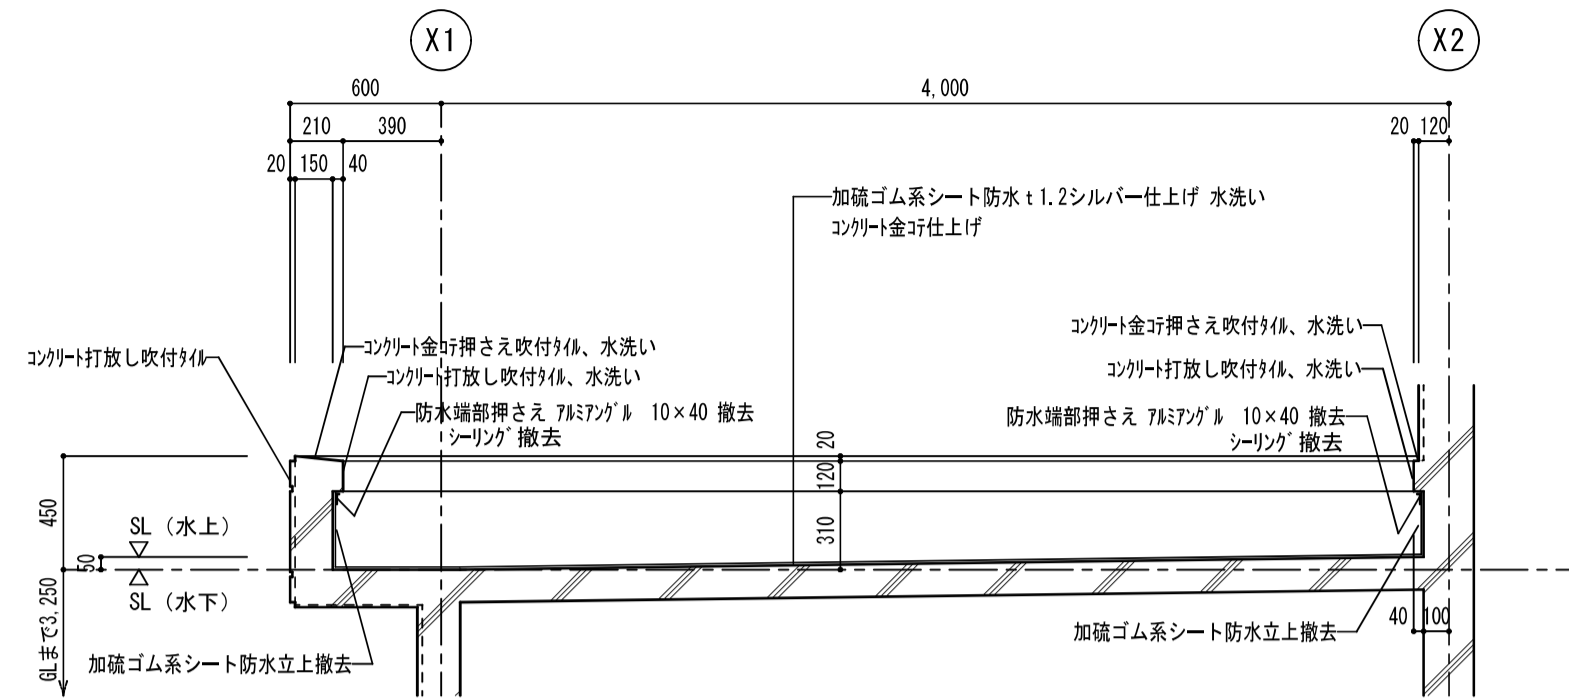 X1
X2
600
4,000
210
390
20
120
20
150
40
加硫ゴム系シート防水t1.2シルバー仕上げ 水洗い
コンクリート金コテ仕上げ
コンクリート金コテ押さえ吹付タイル、水洗い
コンクリート打放し吹付タイル
コンクリート金コテ押さえ吹付タイル、水洗い
コンクリート打放し吹付タイル、水洗い
コンクリート打放し吹付タイル、水洗い
防水端部押さえ アルミアングル 10×40 撤去
シーリング 撤去
防水端部押さえ アルミアングル 10×40 撤去
シーリング 撤去
20
120
310
450
50
SL (水上)
SL (水下)
GLまで3,250
40
100
加硫ゴム系シート防水立上撤去
加硫ゴム系シート防水立上撤去